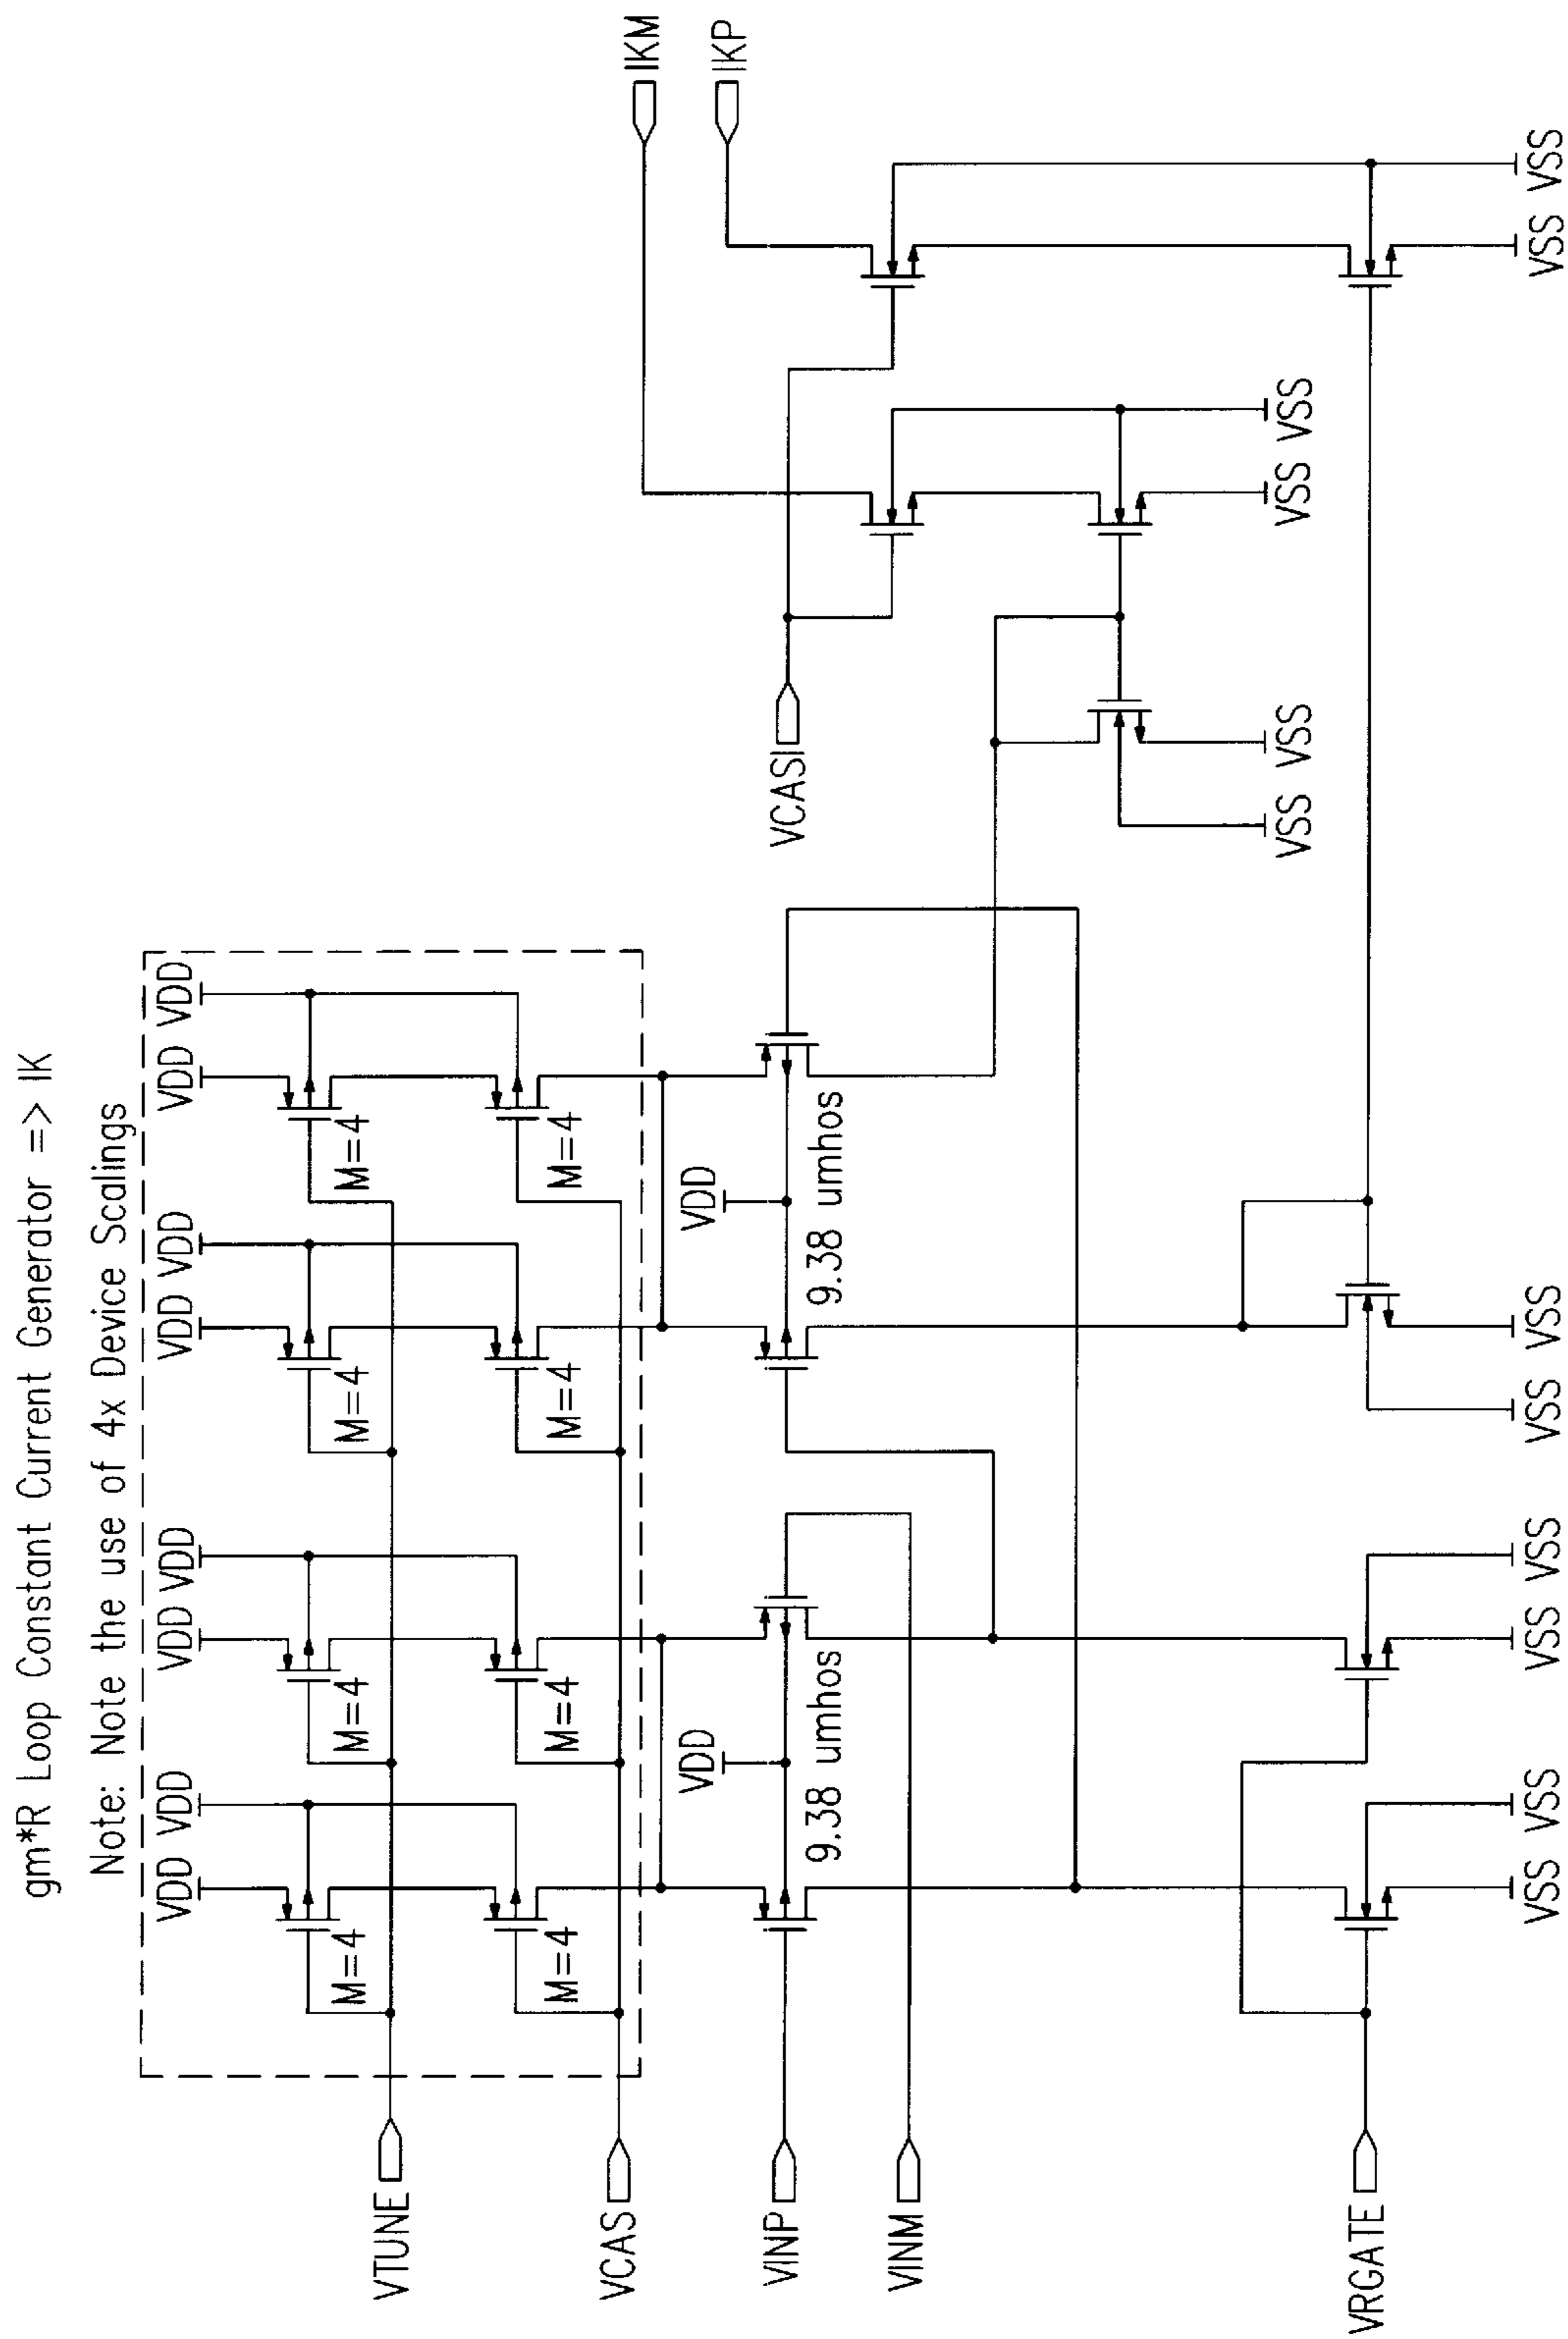 gm*R Loop Constant Current Generator => IK
Note: Note the use of 4x Device Scalings
VDD VDD VDD VDD VDD VDD VDD VDD
M=4 M=4 M=4 M=4
M=4 M=4 M=4 M=4
VTUNE
VCAS
IKM
IKP
VDD VDD
VINP
VCASI
9.38 umhos 9.38 umhos
VINM
VSS VSS VSS VSS
VRGATE
VSS VSS VSS VSS VSS VSS VSS VSS